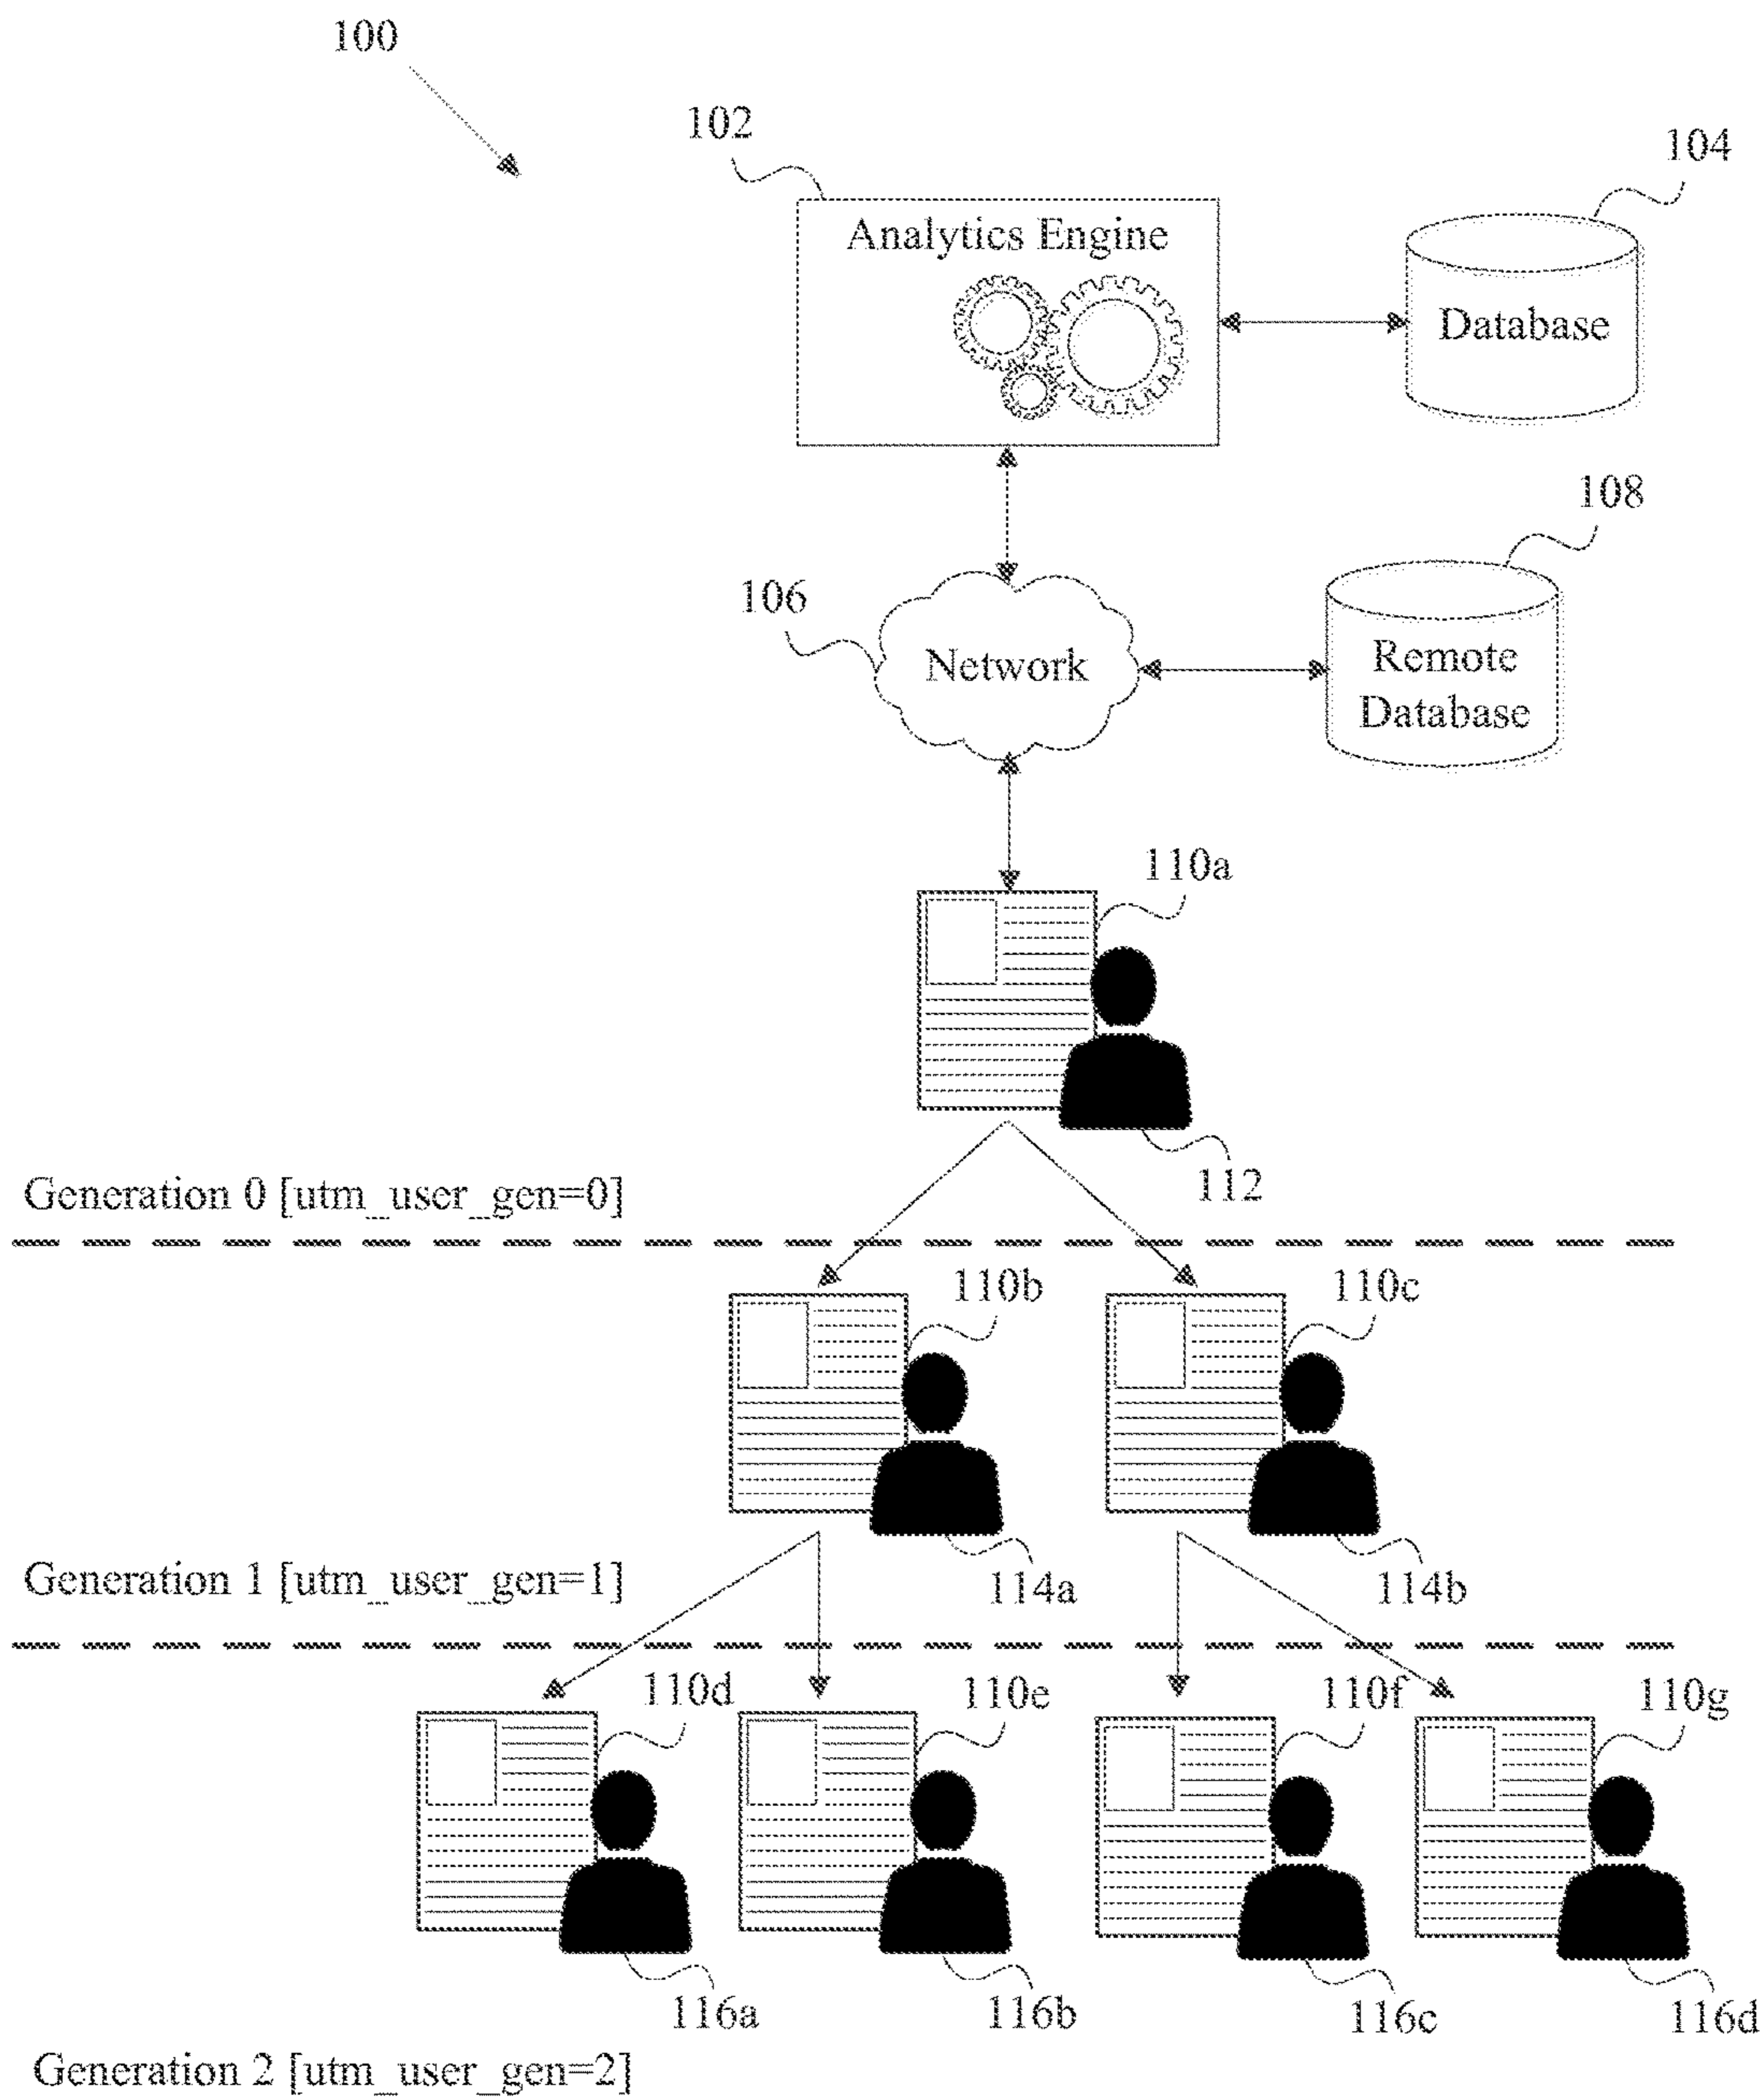 100
102
104
Analytics Engine
Database
108
106
Network
Remote
Database
110a
112
Generation 0 [utm_user_gen=0]
110b
110c
Generation 1 [utm_user_gen=1]
114a
114b
110d
110e
110f
110g
116a
116b
116c
116d
Generation 2 [utm_user_gen=2]